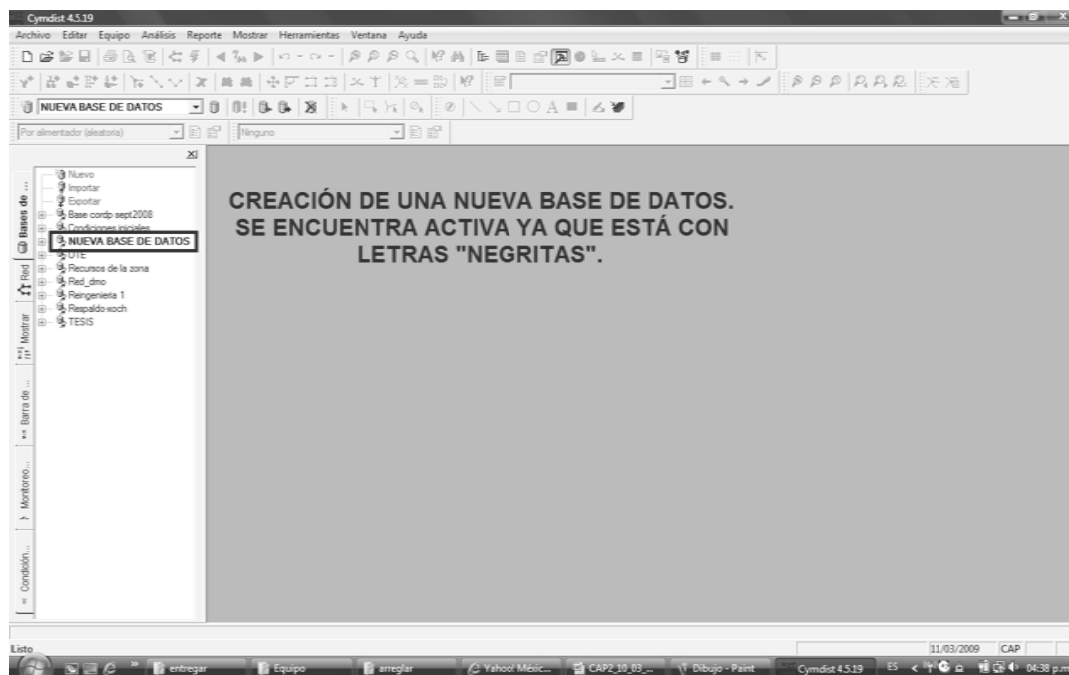 Cymdist 4.5.19
Archivo Editar Equipo Análisis Reporte Mostrar Herramientas Ventana Ayuda
NUEVA BASE DE DATOS
Por alimentador (aleatoria) Ninguno
Nuevo
Importar
Exportar
Base cordp sept2008
Condiciones iniciales
NUEVA BASE DE DATOS
UTE
Recursos de la zona
Red_dmo
Reingenieria 1
Respaldo-xoch
TESIS
Bases de ...
Red
Mostrar
Barra de ...
Monitoreo...
Condición...
CREACIÓN DE UNA NUEVA BASE DE DATOS.
SE ENCUENTRA ACTIVA YA QUE ESTÁ CON
LETRAS "NEGRITAS".
Listo
11/03/2009 CAP
entregar Equipo arreglar Yahoo! Méxic... CAP2_10_03_... Dibujo - Paint Cymdist 4.5.19 ES 04:38 p.m.